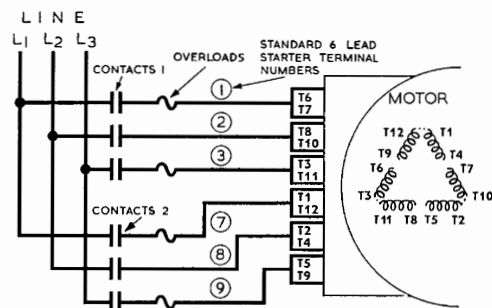 LINE
L1 L2 L3
CONTACTS 1
OVERLOADS
STANDARD 6 LEAD
STARTER TERMINAL
NUMBERS
1
T6
T7
2
T8
T10
3
T3
T11
7
T1
T12
8
T2
T4
9
T5
T9
CONTACTS 2
MOTOR
T12 T1
T9 T4
T6 T7
T3 T10
T11 T8 T5 T2